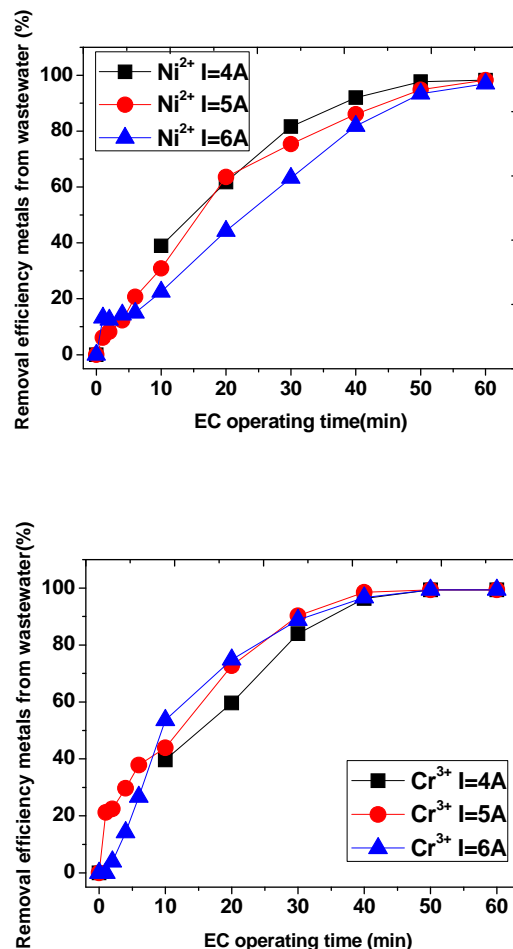 Removal efficiency metals from wastewater (%)
100
80
60
40
20
0
Ni²⁺ I=4A
Ni²⁺ I=5A
Ni²⁺ I=6A
0 10 20 30 40 50 60
EC operating time(min)
Removal efficiency metals from wastewater(%)
100
80
60
40
20
0
Cr³⁺ I=4A
Cr³⁺ I=5A
Cr³⁺ I=6A
0 10 20 30 40 50 60
EC operating time (min)